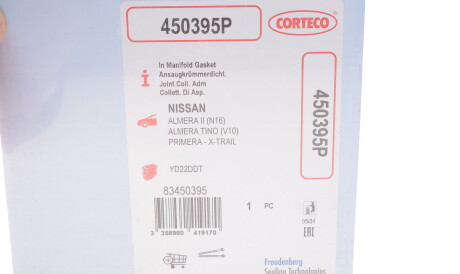 450395P
CORTECO
In Manifold Gasket
Ansaugkrümmerdicht.
Joint Coll. Adm
Collett. Di Asp.
NISSAN
ALMERA II (N16)
ALMERA TINO (V10)
PRIMERA - X-TRAIL
YD22DDT
83450395
1 PC
450395P
EAC
Freudenberg
Sealing Technologies